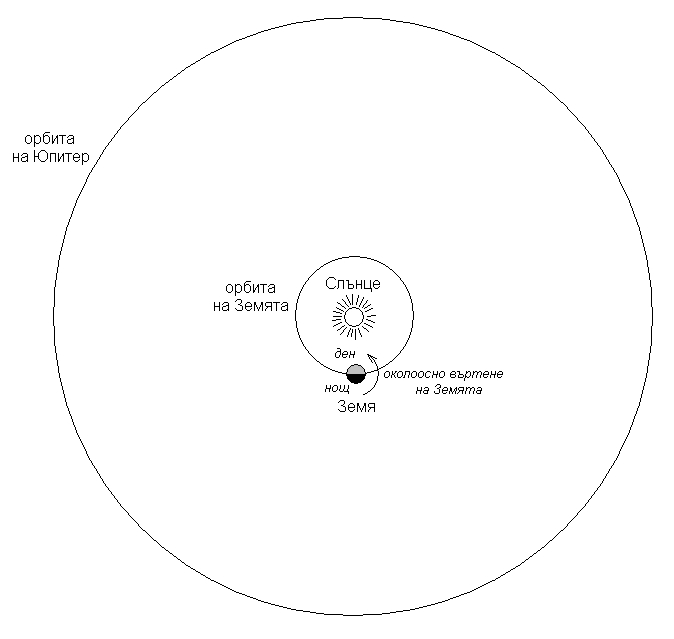 орбита
на Юпитер
орбита
на Земята
Слънце
ден
нощ
околоосно въртене
на Земята
Земя